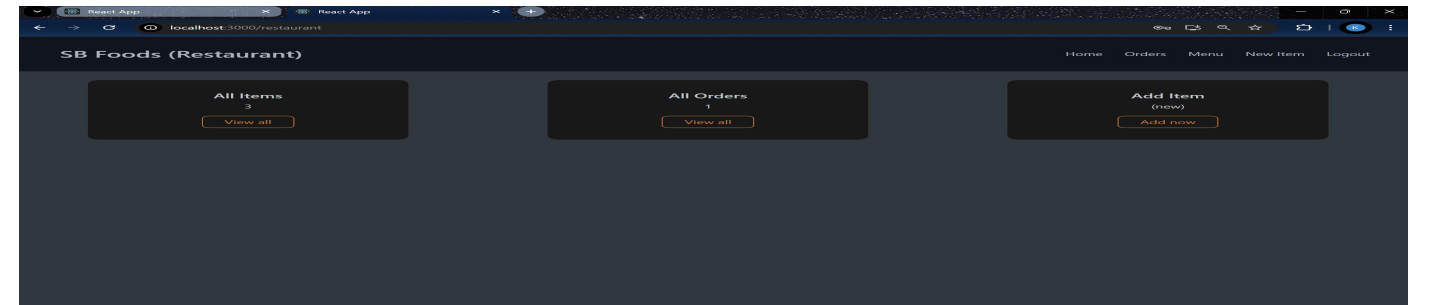 React App React App
localhost:3000/restaurant K
SB Foods (Restaurant) Home Orders Menu New Item Logout
All Items
3
View all
All Orders
1
View all
Add Item
(new)
Add now